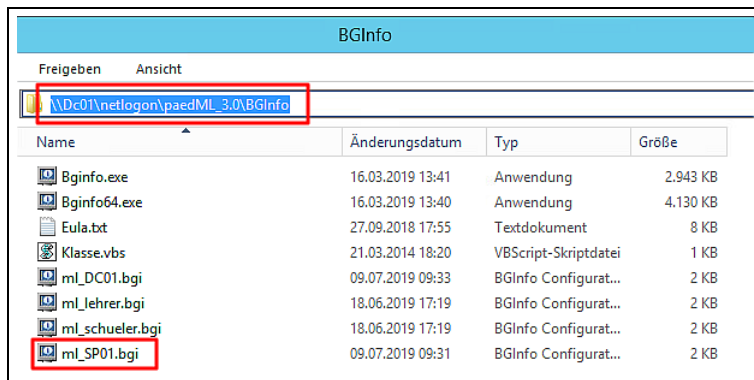 BGInfo
Freigeben Ansicht
\\Dc01\netlogon\paedML_3.0\BGInfo
Name Änderungsdatum Typ Größe
Bginfo.exe 16.03.2019 13:41 Anwendung 2.943 KB
Bginfo64.exe 16.03.2019 13:40 Anwendung 4.130 KB
Eula.txt 27.09.2018 17:55 Textdokument 8 KB
Klasse.vbs 21.03.2014 18:20 VBScript-Skriptdatei 1 KB
ml_DC01.bgi 09.07.2019 09:33 BGInfo Configurat... 2 KB
ml_lehrer.bgi 18.06.2019 17:19 BGInfo Configurat... 2 KB
ml_schueler.bgi 18.06.2019 17:19 BGInfo Configurat... 2 KB
ml_SP01.bgi 09.07.2019 09:31 BGInfo Configurat... 2 KB